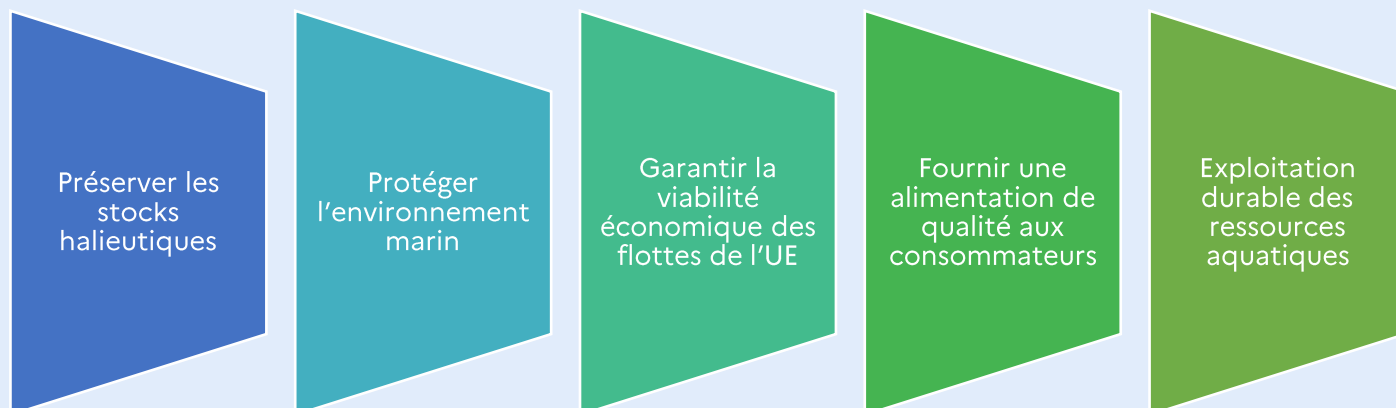 Préserver les
stocks
halieutiques
Protéger
l'environnement
marin
Garantir la
viabilité
économique des
flottes de l'UE
Fournir une
alimentation de
qualité aux
consommateurs
Exploitation
durable des
ressources
aquatiques